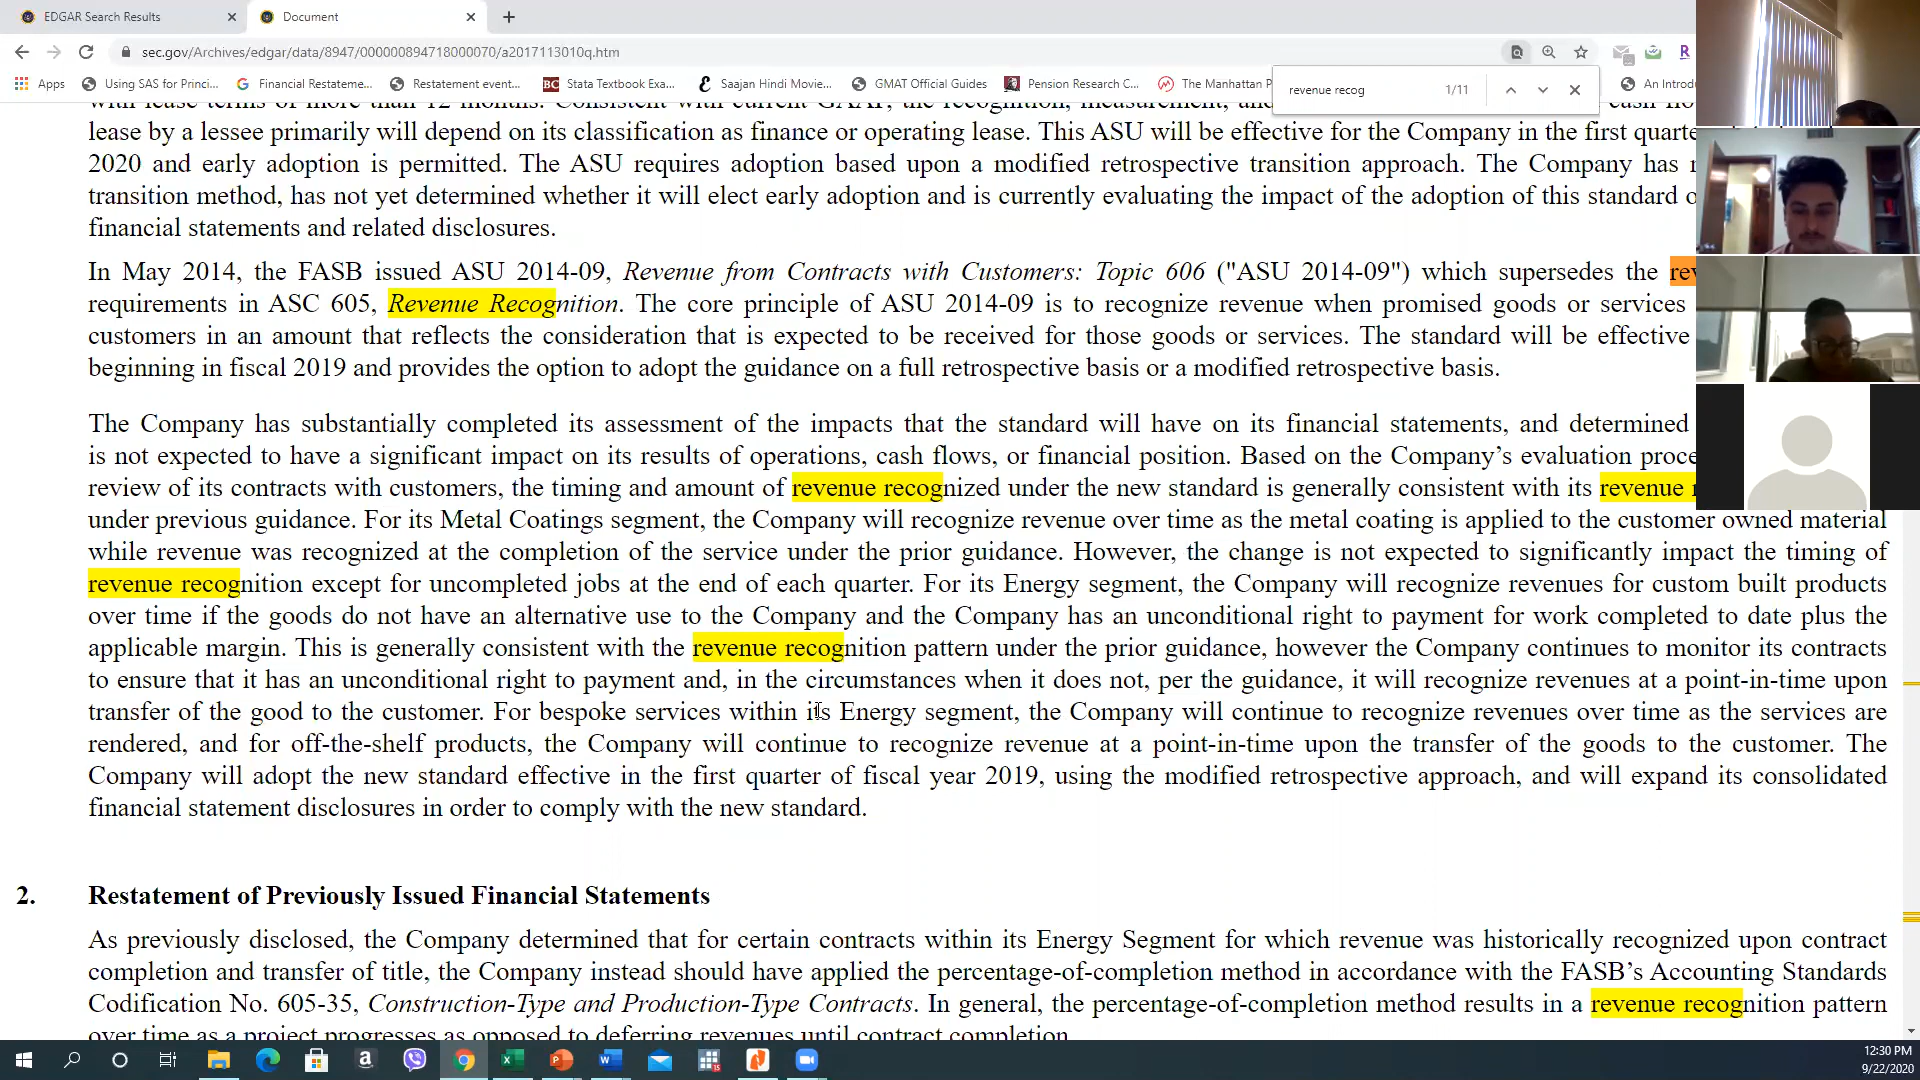 EDGAR Search Results
Document
sec.gov/Archives/edgar/data/8947/000000894718000070/a2017113010q.htm
Apps
Using SAS for Princi...
Financial Restateme...
Restatement event...
BC
Stata Textbook Exa...
Saajan Hindi Movie...
GMAT Official Guides
Pension Research C...
The Manhattan P
An Introd
revenue recog
1/11
with lease terms of more than 12 months. Consistent with current GAAP, the recognition, measurement, and
lease by a lessee primarily will depend on its classification as finance or operating lease. This ASU will be effective for the Company in the first quarte
2020 and early adoption is permitted. The ASU requires adoption based upon a modified retrospective transition approach. The Company has n
transition method, has not yet determined whether it will elect early adoption and is currently evaluating the impact of the adoption of this standard o
financial statements and related disclosures.
In May 2014, the FASB issued ASU 2014-09, Revenue from Contracts with Customers: Topic 606 ("ASU 2014-09") which supersedes the rev
requirements in ASC 605, Revenue Recognition. The core principle of ASU 2014-09 is to recognize revenue when promised goods or services
customers in an amount that reflects the consideration that is expected to be received for those goods or services. The standard will be effective
beginning in fiscal 2019 and provides the option to adopt the guidance on a full retrospective basis or a modified retrospective basis.
The Company has substantially completed its assessment of the impacts that the standard will have on its financial statements, and determined
is not expected to have a significant impact on its results of operations, cash flows, or financial position. Based on the Company's evaluation proce
review of its contracts with customers, the timing and amount of revenue recognized under the new standard is generally consistent with its revenue r
under previous guidance. For its Metal Coatings segment, the Company will recognize revenue over time as the metal coating is applied to the customer owned material
while revenue was recognized at the completion of the service under the prior guidance. However, the change is not expected to significantly impact the timing of
revenue recognition except for uncompleted jobs at the end of each quarter. For its Energy segment, the Company will recognize revenues for custom built products
over time if the goods do not have an alternative use to the Company and the Company has an unconditional right to payment for work completed to date plus the
applicable margin. This is generally consistent with the revenue recognition pattern under the prior guidance, however the Company continues to monitor its contracts
to ensure that it has an unconditional right to payment and, in the circumstances when it does not, per the guidance, it will recognize revenues at a point-in-time upon
transfer of the good to the customer. For bespoke services within its Energy segment, the Company will continue to recognize revenues over time as the services are
rendered, and for off-the-shelf products, the Company will continue to recognize revenue at a point-in-time upon the transfer of the goods to the customer. The
Company will adopt the new standard effective in the first quarter of fiscal year 2019, using the modified retrospective approach, and will expand its consolidated
financial statement disclosures in order to comply with the new standard.
2. Restatement of Previously Issued Financial Statements
As previously disclosed, the Company determined that for certain contracts within its Energy Segment for which revenue was historically recognized upon contract
completion and transfer of title, the Company instead should have applied the percentage-of-completion method in accordance with the FASB's Accounting Standards
Codification No. 605-35, Construction-Type and Production-Type Contracts. In general, the percentage-of-completion method results in a revenue recognition pattern
over time as a project progresses as opposed to deferring revenues until contract completion.
12:30 PM
9/22/2020